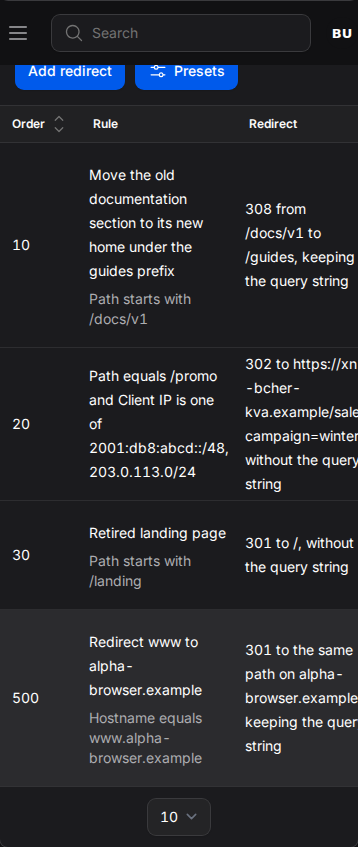 Search
BU
Add redirect
Presets
Order
Rule
Redirect
10
Move the old
documentation
section to its new
home under the
guides prefix
Path starts with
/docs/v1
308 from
/docs/v1 to
/guides, keeping
the query string
20
Path equals /promo
and Client IP is one
of
2001:db8:abcd::/48,
203.0.113.0/24
302 to https://xn
-bcher-
kva.example/sale
campaign=winter
without the query
string
30
Retired landing page
Path starts with
/landing
301 to /, without
the query string
500
Redirect www to
alpha-
browser.example
Hostname equals
www.alpha-
browser.example
301 to the same
path on alpha-
browser.example
keeping the quer
string
10